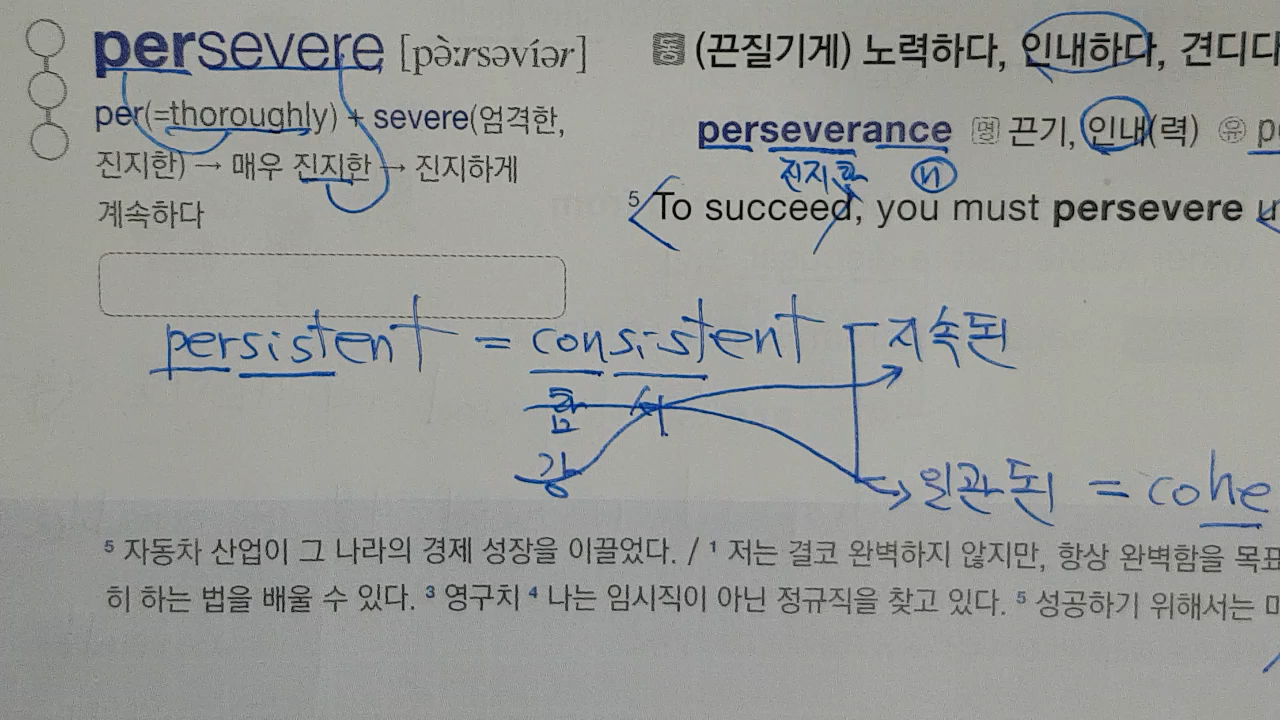 persevere [pə̀ːrsəvíər]
per(=thoroughly) + severe(엄격한,
진지한) → 매우 진지한 → 진지하게
계속하다
동 (끈질기게) 노력하다, 인내하다, 견디다
perseverance 명 끈기, 인내(력) 유
진지한 n
5 To succeed, you must persevere
persistent = consistent 지속된
함 서
강
일관된 = cohe
5 자동차 산업이 그 나라의 경제 성장을 이끌었다. / 1 저는 결코 완벽하지 않지만, 항상 완벽함을 목표
히 하는 법을 배울 수 있다. 3 영구치 4 나는 임시직이 아닌 정규직을 찾고 있다. 5 성공하기 위해서는